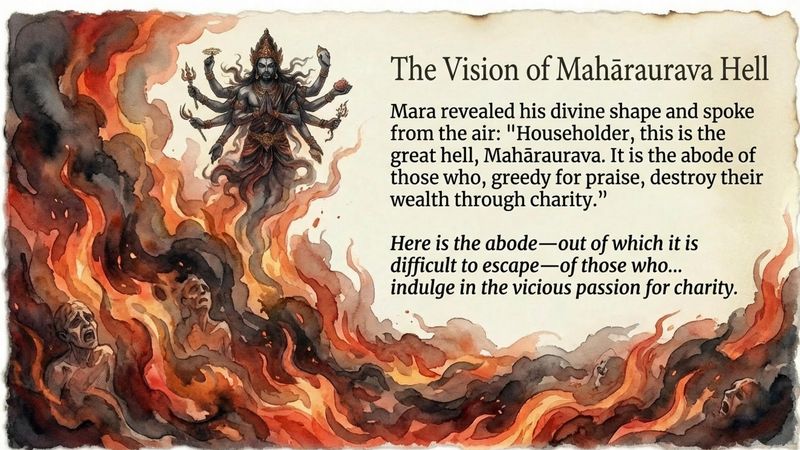 The Vision of Mahāraurava Hell
Mara revealed his divine shape and spoke
from the air: "Householder, this is the
great hell, Mahāraurava. It is the abode of
those who, greedy for praise, destroy their
wealth through charity.”
Here is the abode—out of which it is
difficult to escape—of those who...
indulge in the vicious passion for charity.